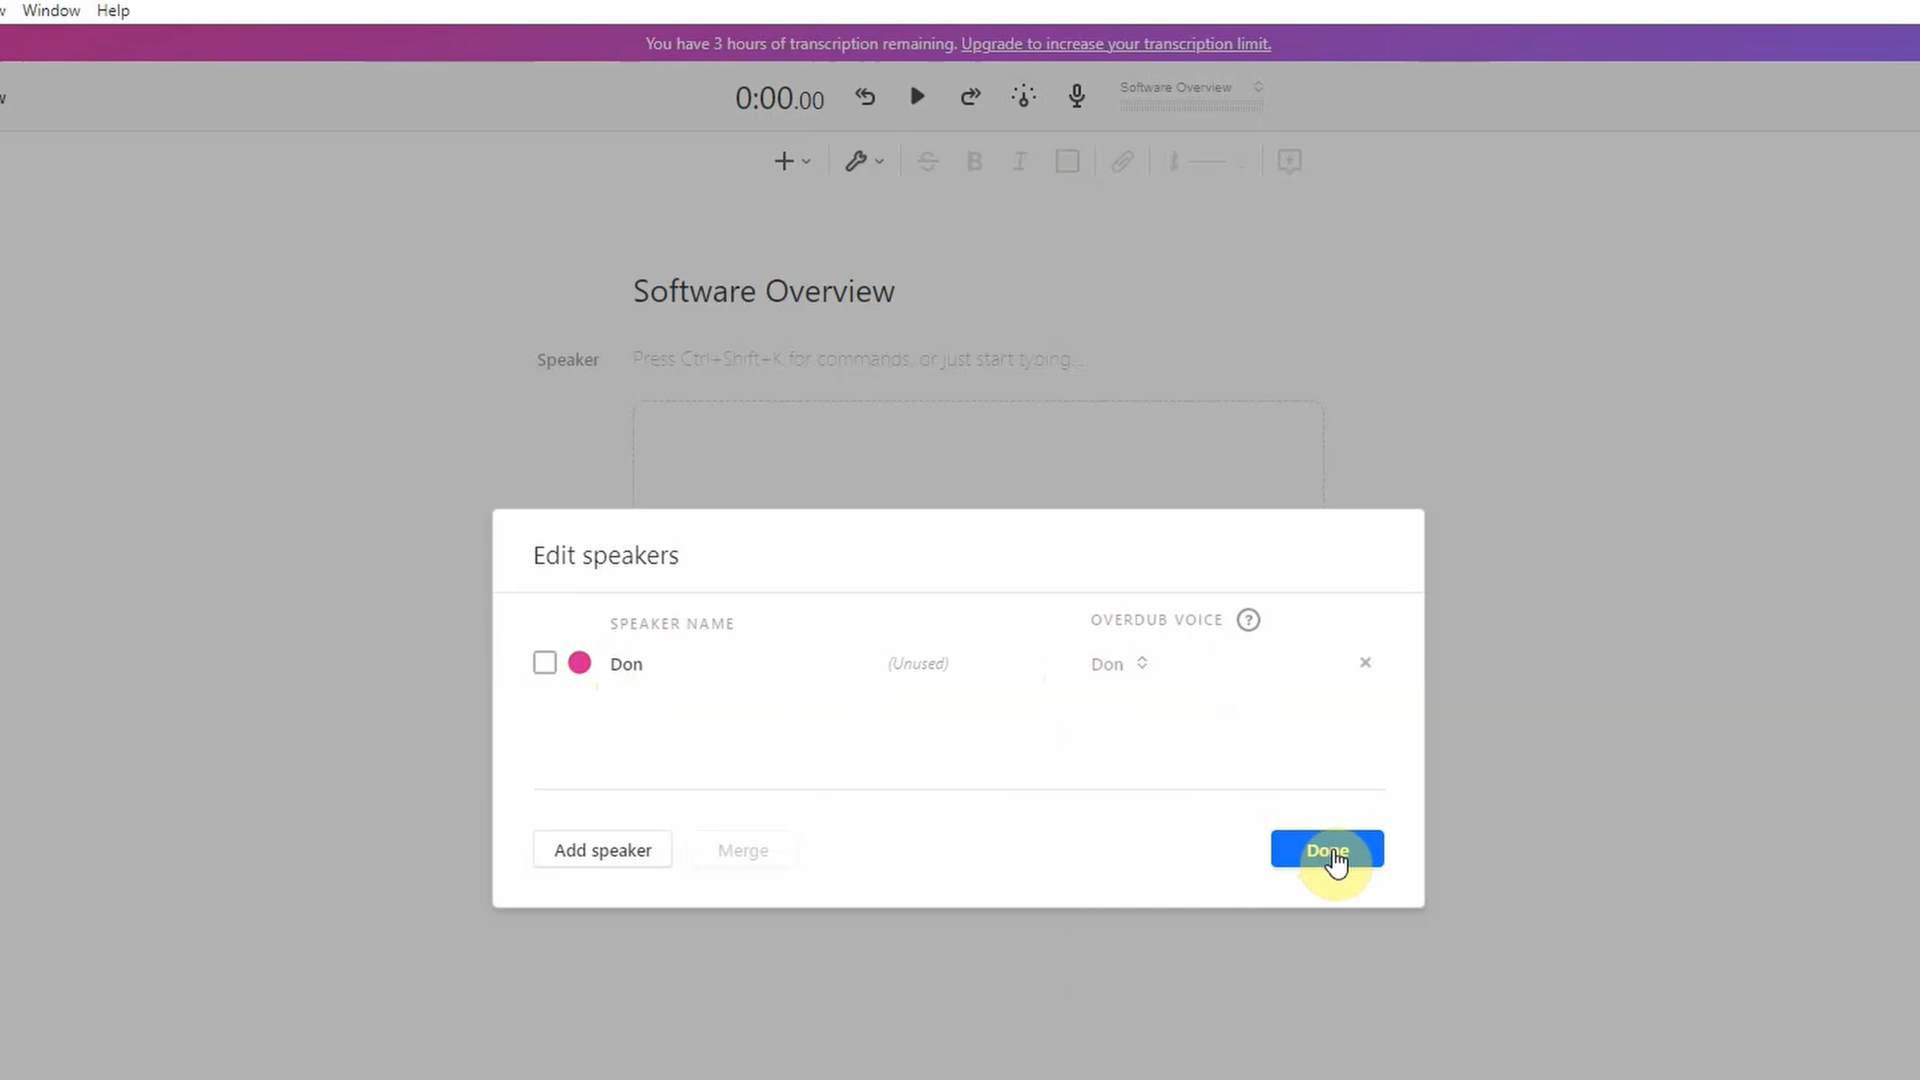 Window Help
You have 3 hours of transcription remaining. Upgrade to increase your transcription limit.
0:00.00
Software Overview
B I
Software Overview
Speaker Press Ctrl+Shift+K for commands, or just start typing...
Edit speakers
SPEAKER NAME OVERDUB VOICE ?
Don (Unused) Don
Add speaker Merge Done